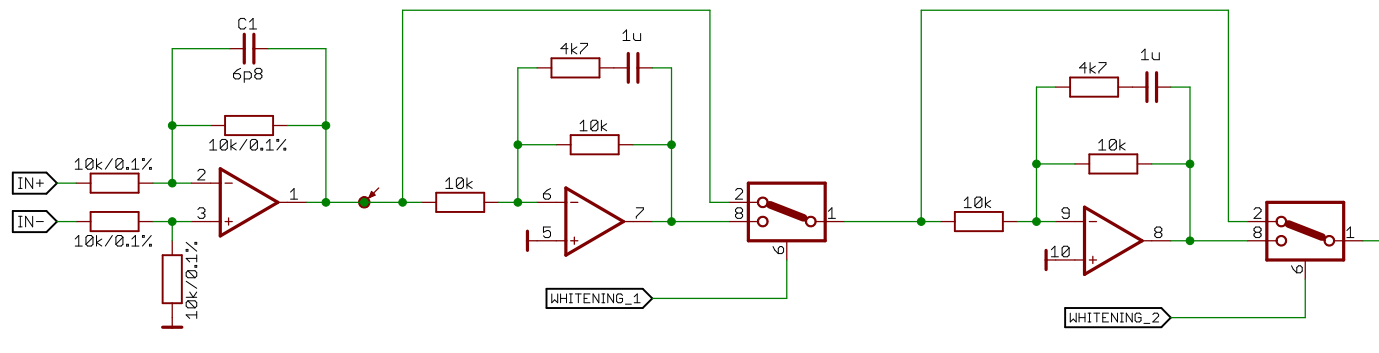 C1
6p8
10k/0.1%
IN+
10k/0.1%
2
3
1
IN-
10k/0.1%
10k/0.1%
4k7
1u
10k
10k
6
5
7
2
8
1
6
WHITENING_1
4k7
1u
10k
10k
9
10
8
2
8
1
6
WHITENING_2